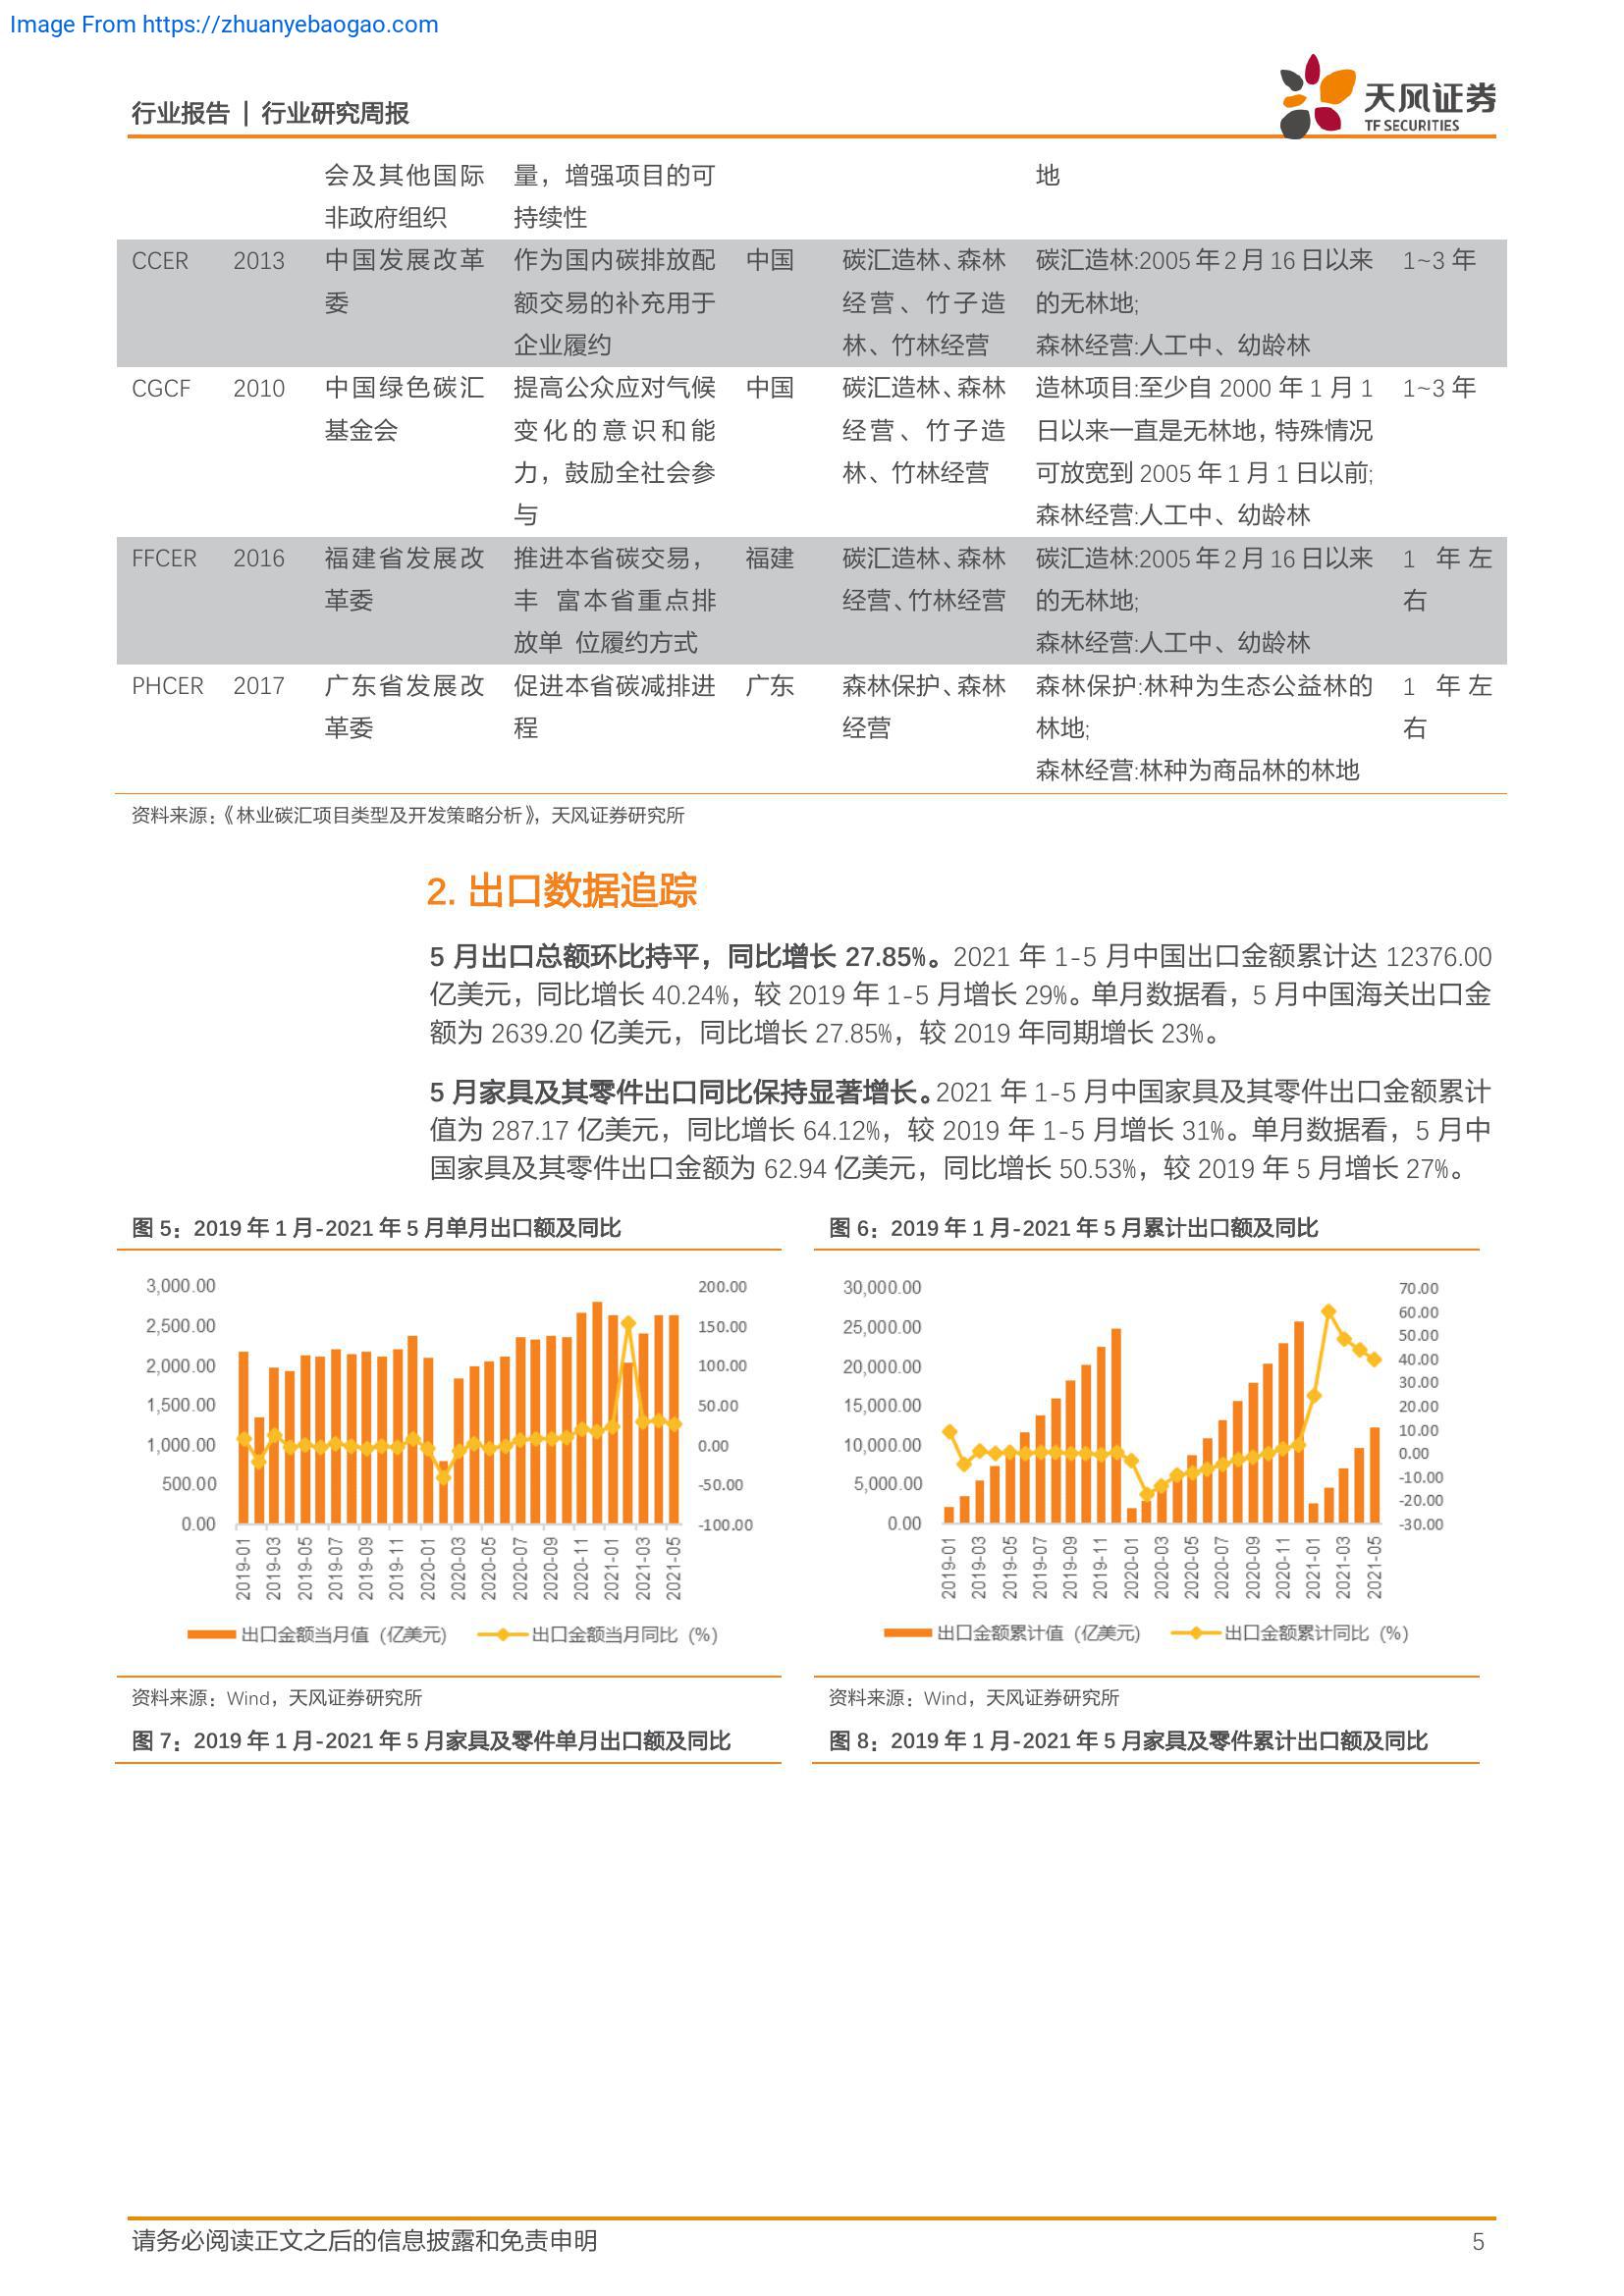 Image From https://zhuanyebaogao.com
行业报告 | 行业研究周报
天风证券
TF SECURITIES
会及其他国际 量，增强项目的可 地
非政府组织 持续性
CCER 2013 中国发展改革 作为国内碳排放配 中国 碳汇造林、森林 碳汇造林:2005 年 2 月 16 日以来 1~3 年
委 额交易的补充用于 经营、竹子造 的无林地;
企业履约 林、竹林经营 森林经营:人工中、幼龄林
CGCF 2010 中国绿色碳汇 提高公众应对气候 中国 碳汇造林、森林 造林项目:至少自 2000 年 1 月 1 1~3 年
基金会 变化的意识和能 经营、竹子造 日以来一直是无林地，特殊情况
力，鼓励全社会参 林、竹林经营 可放宽到 2005 年 1 月 1 日以前;
与 森林经营:人工中、幼龄林
FFCER 2016 福建省发展改 推进本省碳交易， 福建 碳汇造林、森林 碳汇造林:2005 年 2 月 16 日以来 1 年左
革委 丰 富本省重点排 经营、竹林经营 的无林地; 右
放单 位履约方式 森林经营:人工中、幼龄林
PHCER 2017 广东省发展改 促进本省碳减排进 广东 森林保护、森林 森林保护:林种为生态公益林的 1 年左
革委 程 经营 林地; 右
森林经营:林种为商品林的林地
资料来源：《林业碳汇项目类型及开发策略分析》，天风证券研究所
2. 出口数据追踪
5 月出口总额环比持平，同比增长 27.85%。2021 年 1-5 月中国出口金额累计达 12376.00
亿美元，同比增长 40.24%，较 2019 年 1-5 月增长 29%。单月数据看，5 月中国海关出口金
额为 2639.20 亿美元，同比增长 27.85%，较 2019 年同期增长 23%。
5 月家具及其零件出口同比保持显著增长。2021 年 1-5 月中国家具及其零件出口金额累计
值为 287.17 亿美元，同比增长 64.12%，较 2019 年 1-5 月增长 31%。单月数据看，5 月中
国家具及其零件出口金额为 62.94 亿美元，同比增长 50.53%，较 2019 年 5 月增长 27%。
图 5：2019 年 1 月-2021 年 5 月单月出口额及同比
3,000.00 200.00
2,500.00 150.00
2,000.00 100.00
1,500.00 50.00
1,000.00 0.00
500.00 -50.00
0.00 -100.00
2019-01 2019-03 2019-05 2019-07 2019-09 2019-11 2020-01 2020-03 2020-05 2020-07 2020-09 2020-11 2021-01 2021-03 2021-05
出口金额当月值（亿美元） 出口金额当月同比（%）
资料来源：Wind，天风证券研究所
图 6：2019 年 1 月-2021 年 5 月累计出口额及同比
30,000.00
25,000.00
20,000.00
15,000.00
10,000.00
5,000.00
0.00
70.00
60.00
50.00
40.00
30.00
20.00
10.00
0.00
-10.00
-20.00
-30.00
2019-01 2019-03 2019-05 2019-07 2019-09 2019-11 2020-01 2020-03 2020-05 2020-07 2020-09 2020-11 2021-01 2021-03 2021-05
出口金额累计值（亿美元） 出口金额累计同比（%）
资料来源：Wind，天风证券研究所
图 7：2019 年 1 月-2021 年 5 月家具及零件单月出口额及同比
图 8：2019 年 1 月-2021 年 5 月家具及零件累计出口额及同比
请务必阅读正文之后的信息披露和免责申明 5